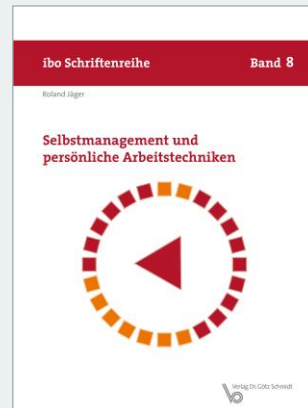 ibo Schriftenreihe Band 8
Roland Jäger
Selbstmanagement und
persönliche Arbeitstechniken
Verlag Dr. Götz Schmidt